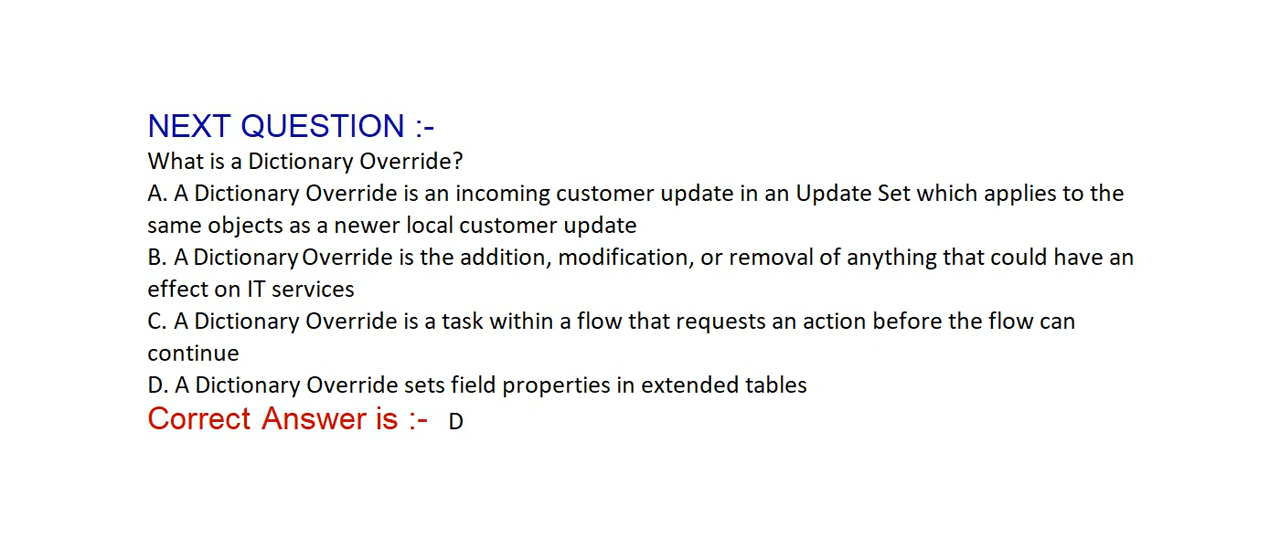 NEXT QUESTION :-
What is a Dictionary Override?
A. A Dictionary Override is an incoming customer update in an Update Set which applies to the
same objects as a newer local customer update
B. A Dictionary Override is the addition, modification, or removal of anything that could have an
effect on IT services
C. A Dictionary Override is a task within a flow that requests an action before the flow can
continue
D. A Dictionary Override sets field properties in extended tables
Correct Answer is :- D